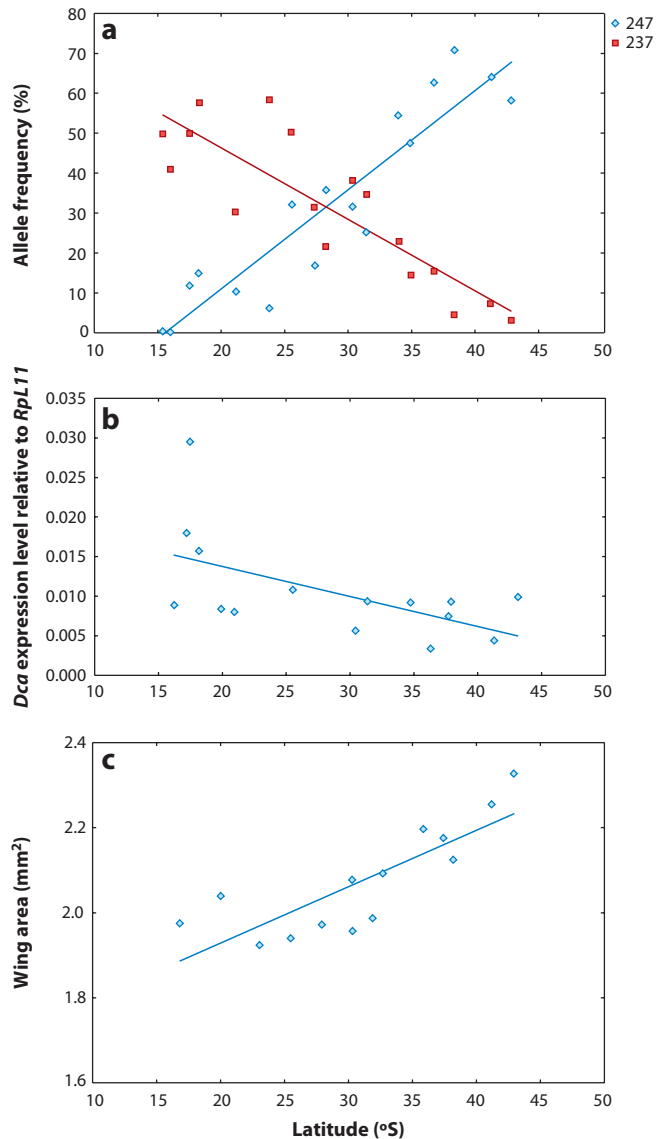 247
237
a
Allele frequency (%)
80
70
60
50
40
30
20
10
0
10 15 20 25 30 35 40 45 50
b
Dca expression level relative to RpL11
0.035
0.030
0.025
0.020
0.015
0.010
0.005
0.000
10 15 20 25 30 35 40 45 50
c
Wing area (mm²)
2.4
2.2
2.0
1.8
1.6
10 15 20 25 30 35 40 45 50
Latitude (ºS)